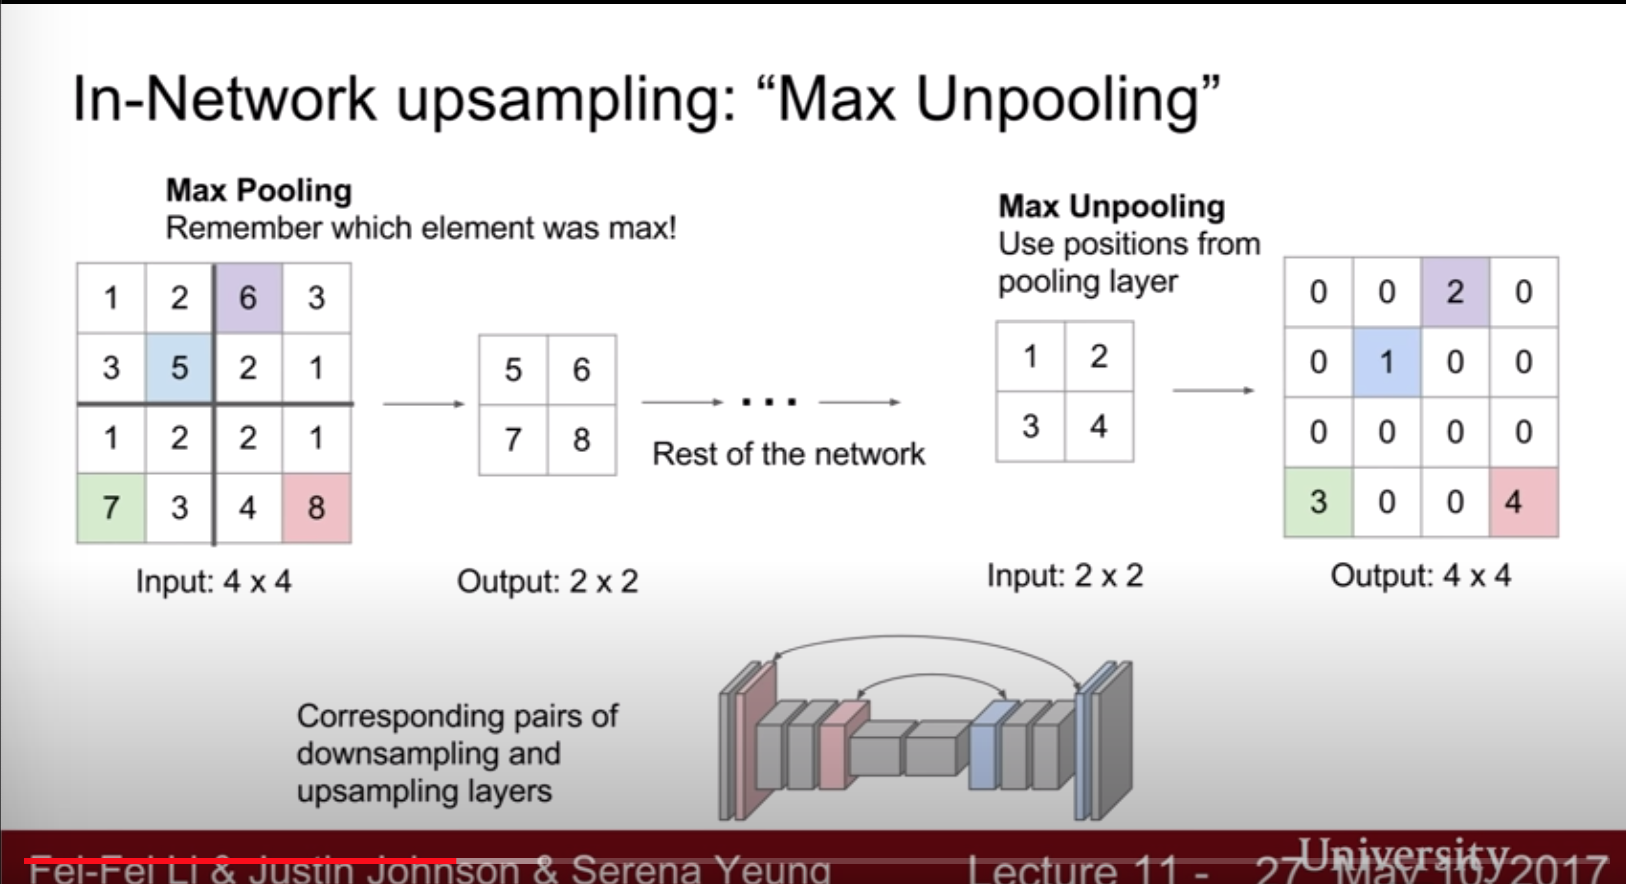 In-Network upsampling: “Max Unpooling”
Max Pooling
Remember which element was max!
1 2 6 3
3 5 2 1
1 2 2 1
7 3 4 8
Input: 4 x 4
5 6
7 8
Output: 2 x 2
...
Rest of the network
Max Unpooling
Use positions from
pooling layer
1 2
3 4
Input: 2 x 2
0 0 2 0
0 1 0 0
0 0 0 0
3 0 0 4
Output: 4 x 4
Corresponding pairs of
downsampling and
upsampling layers
Fei-Fei Li & Justin Johnson & Serena Yeung
Lecture 11 - 27
University
May 10, 2017